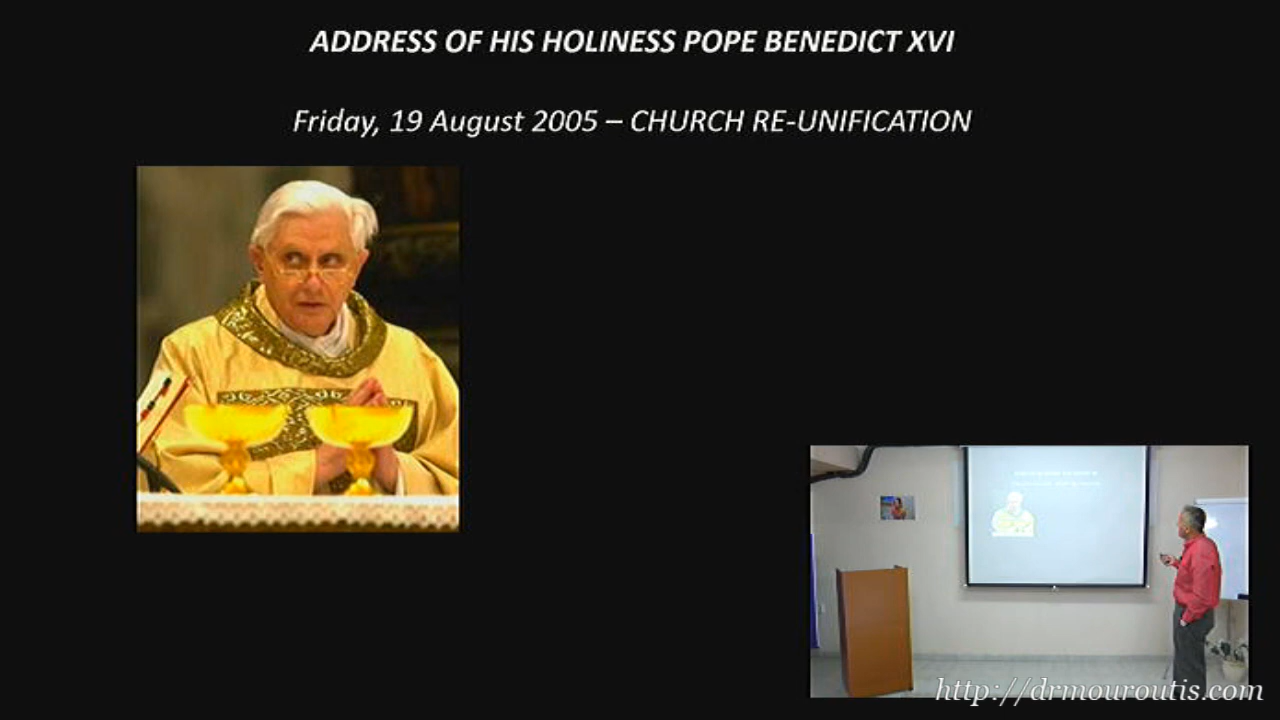 ADDRESS OF HIS HOLINESS POPE BENEDICT XVI
Friday, 19 August 2005 – CHURCH RE-UNIFICATION
http://drmouroutis.com